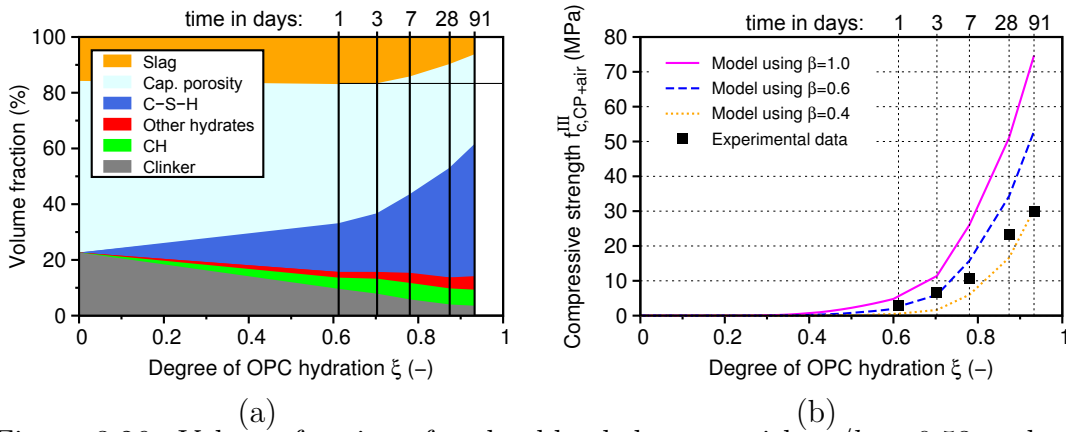 time in days: 1 3 7 28 91
100
80
60
40
20
0
Volume fraction (%)
Slag
Cap. porosity
C−S−H
Other hydrates
CH
Clinker
0 0.2 0.4 0.6 0.8 1
Degree of OPC hydration ξ (−)
(a)
time in days: 1 3 7 28 91
80
70
60
50
40
30
20
10
0
Compressive strength f^III_c,CP+air (MPa)
Model using β=1.0
Model using β=0.6
Model using β=0.4
Experimental data
0 0.2 0.4 0.6 0.8 1
Degree of OPC hydration ξ (−)
(b)